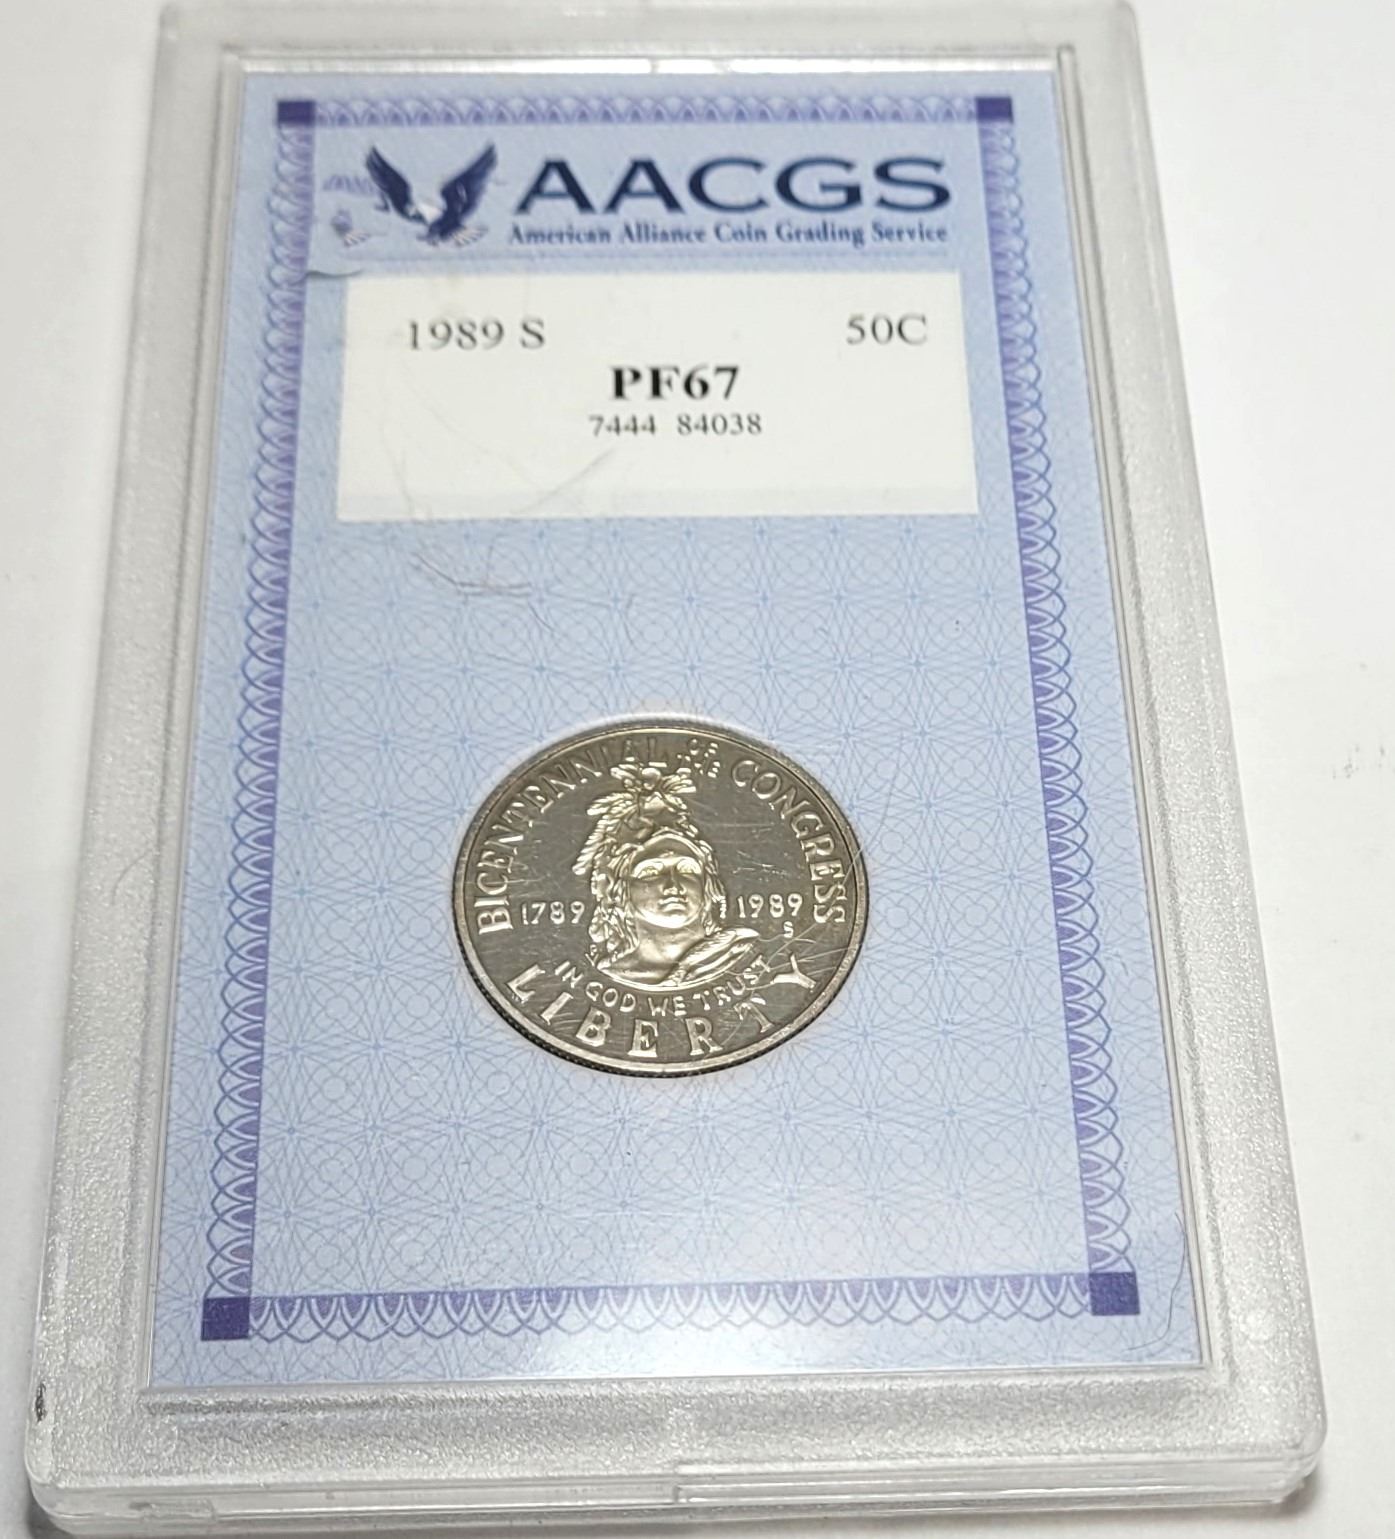 AACGS
American Alliance Coin Grading Service
1989 S 50C
PF67
7444 84038
BICENTENNIAL OF THE CONGRESS
1789 1989
S
IN GOD WE TRUST
LIBERTY